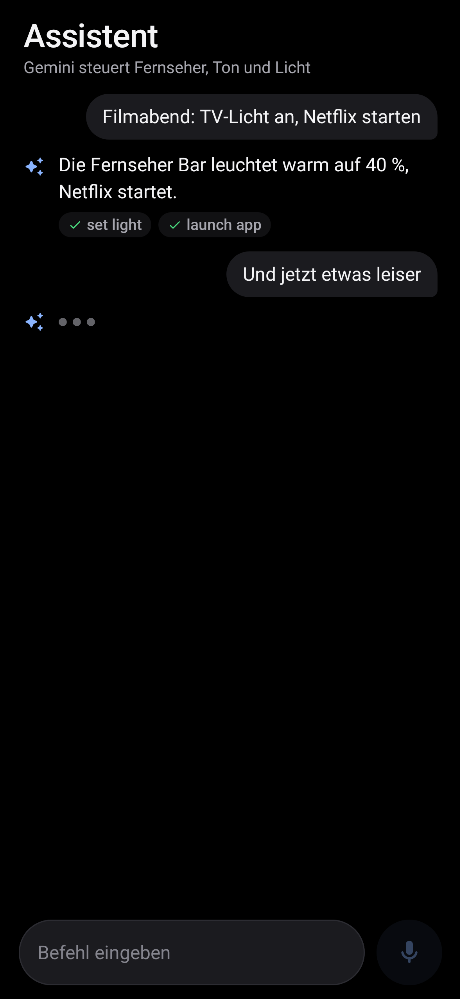 Assistent
Gemini steuert Fernseher, Ton und Licht
Filmabend: TV-Licht an, Netflix starten
Die Fernseher Bar leuchtet warm auf 40 %,
Netflix startet.
set light
launch app
Und jetzt etwas leiser
Befehl eingeben